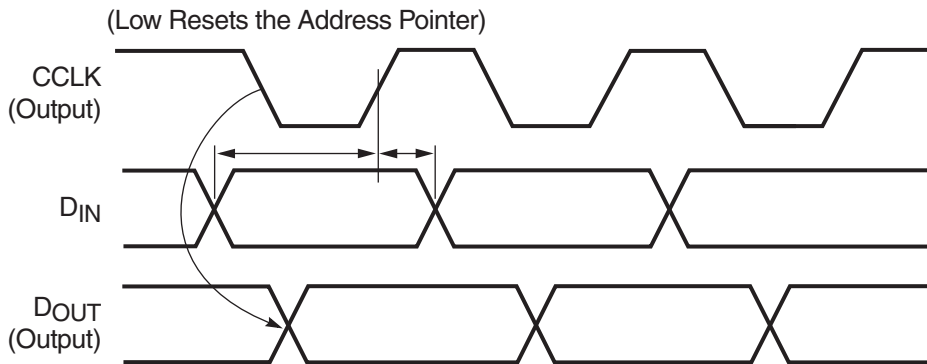 (Low Resets the Address Pointer)
CCLK
(Output)
DIN
DOUT
(Output)